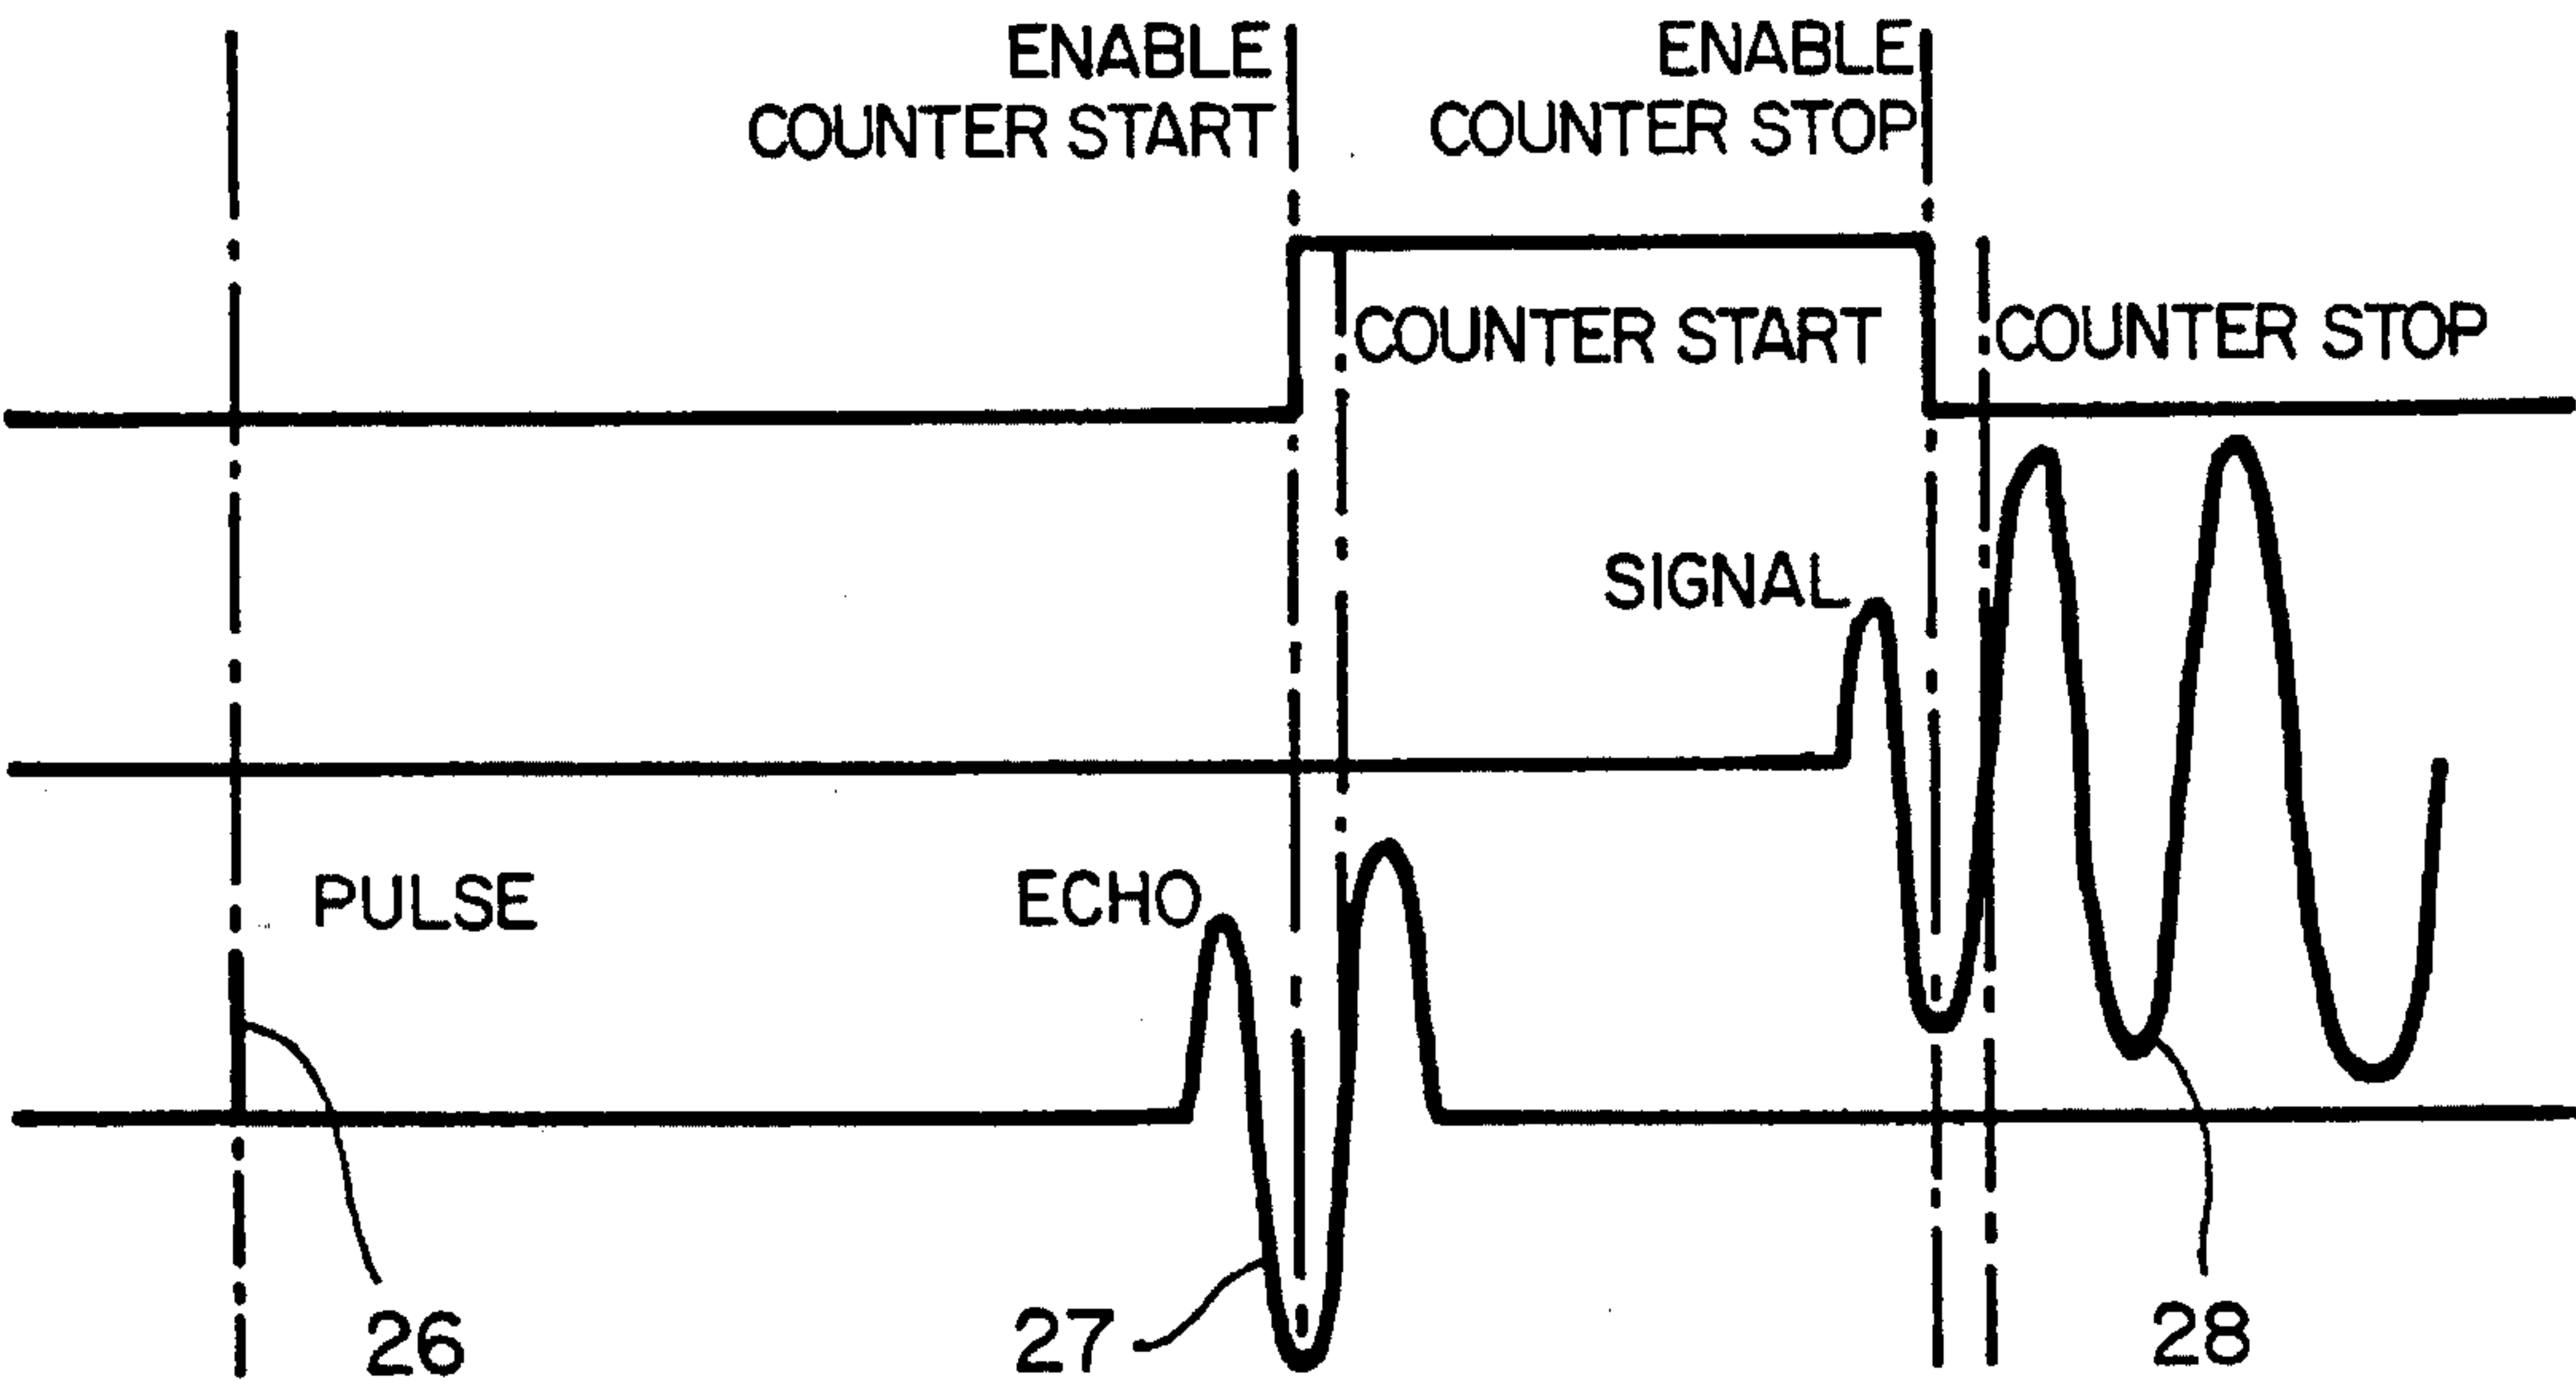 ENABLE
COUNTER START
ENABLE
COUNTER STOP
COUNTER START
COUNTER STOP
SIGNAL
PULSE
ECHO
26
27
28